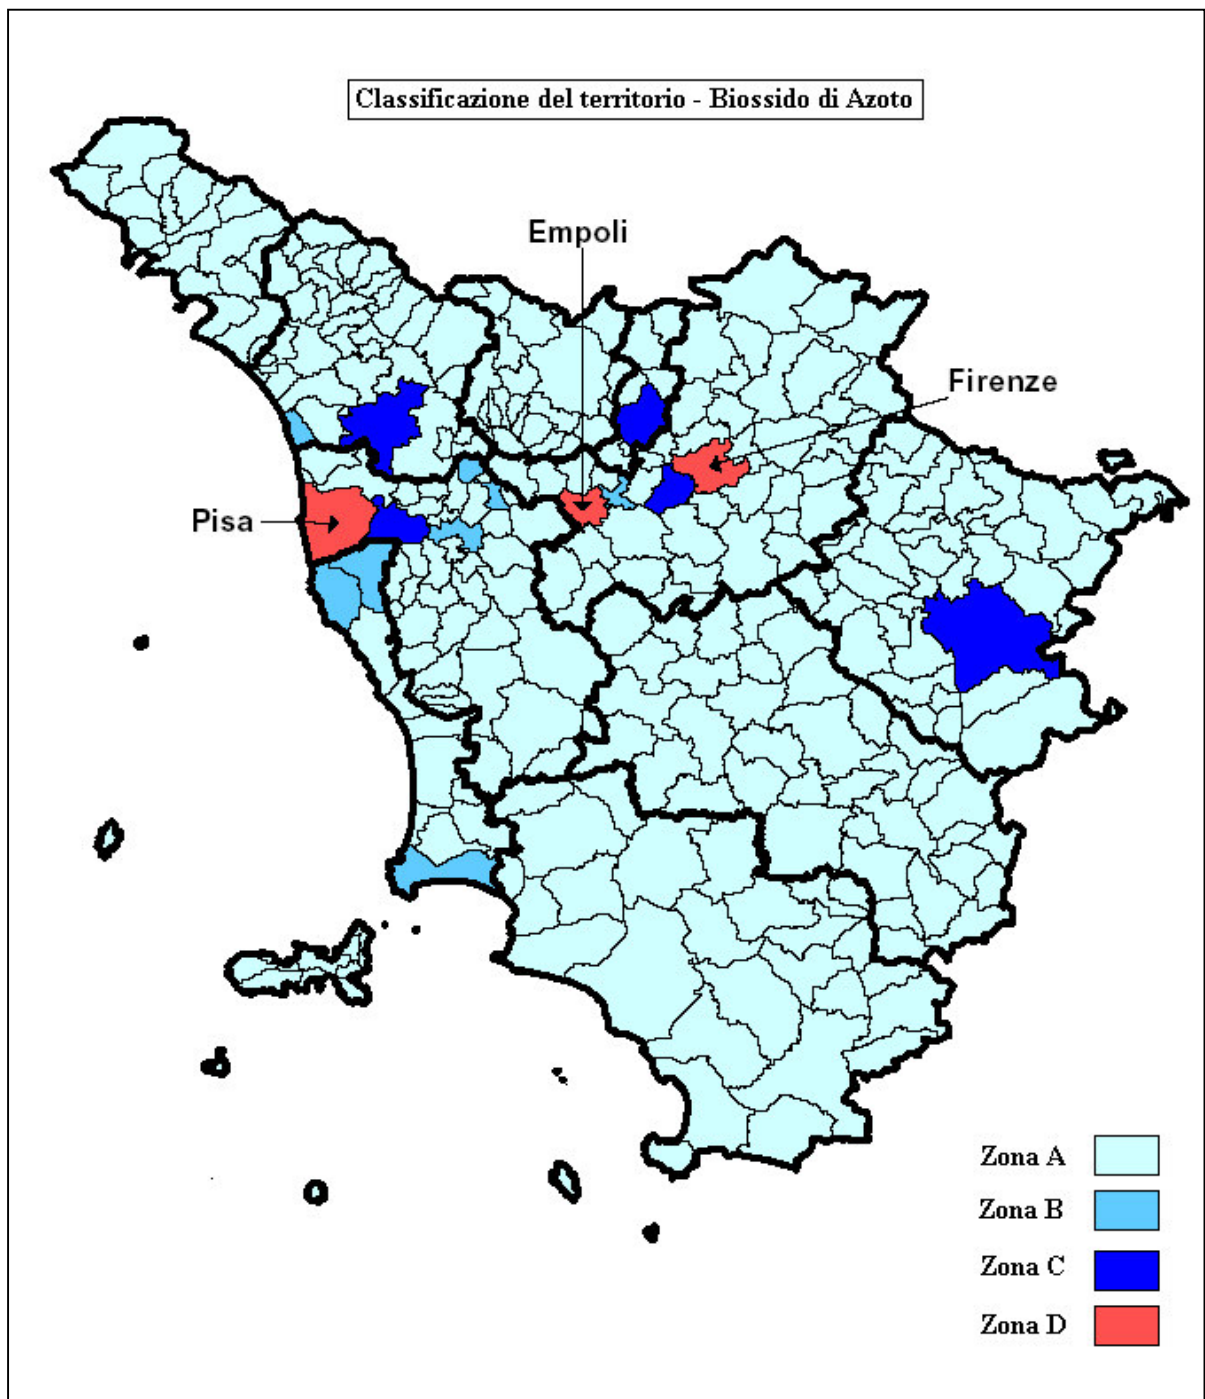 Classificazione del territorio - Biossido di Azoto
Empoli
Firenze
Pisa
Zona A
Zona B
Zona C
Zona D